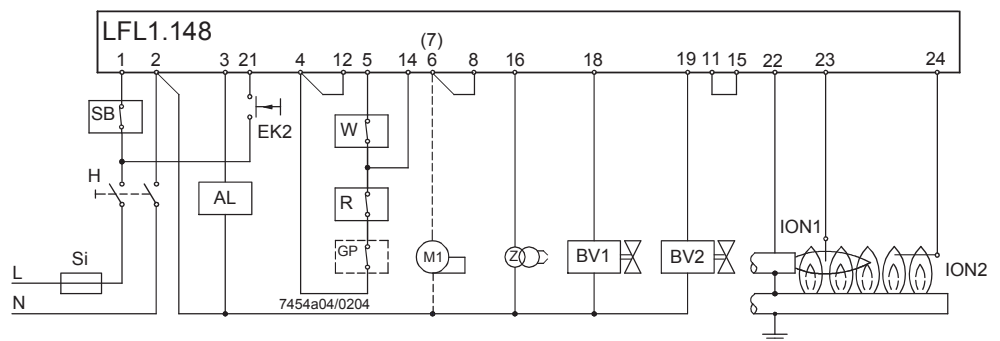 LFL1.148
(7)
1 2 3 21 4 12 5 14 6 8 16 18 19 11 15 22 23 24
SB
EK2
W
H
AL
R
ION1
GP
M1
Z
BV1
BV2
ION2
Si
L
N
7454a04/0204